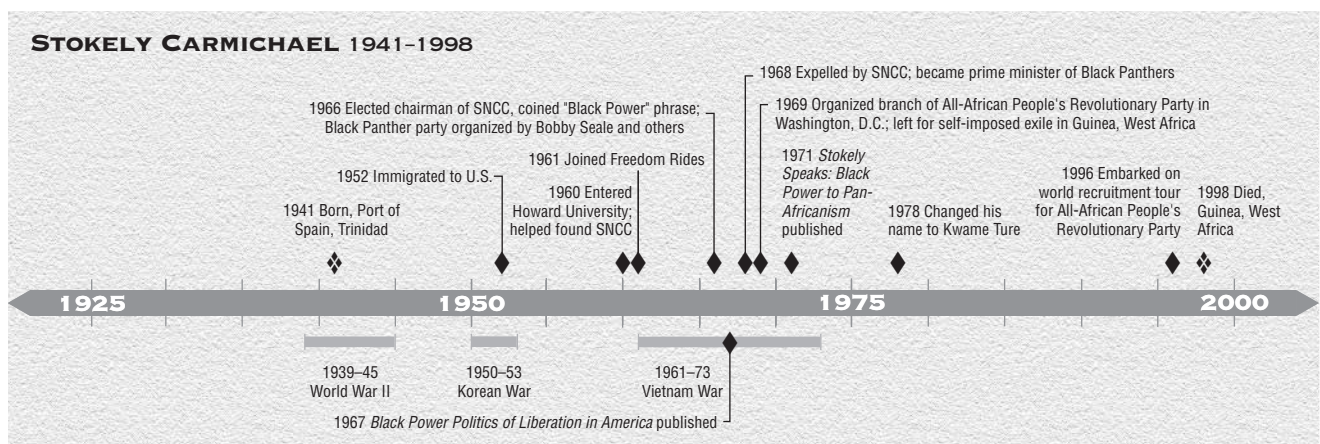 STOKELY CARMICHAEL 1941–1998
1968 Expelled by SNCC; became prime minister of Black Panthers
1966 Elected chairman of SNCC, coined "Black Power" phrase;
Black Panther party organized by Bobby Seale and others
1969 Organized branch of All-African People's Revolutionary Party in
Washington, D.C.; left for self-imposed exile in Guinea, West Africa
1961 Joined Freedom Rides
1952 Immigrated to U.S.
1960 Entered
Howard University;
helped found SNCC
1941 Born, Port of
Spain, Trinidad
1971 Stokely
Speaks: Black
Power to Pan-
Africanism
published
1978 Changed his
name to Kwame Ture
1996 Embarked on
world recruitment tour
for All-African People's
Revolutionary Party
1998 Died,
Guinea, West
Africa
1925
1950
1975
2000
1939–45
World War II
1950–53
Korean War
1961–73
Vietnam War
1967 Black Power Politics of Liberation in America published